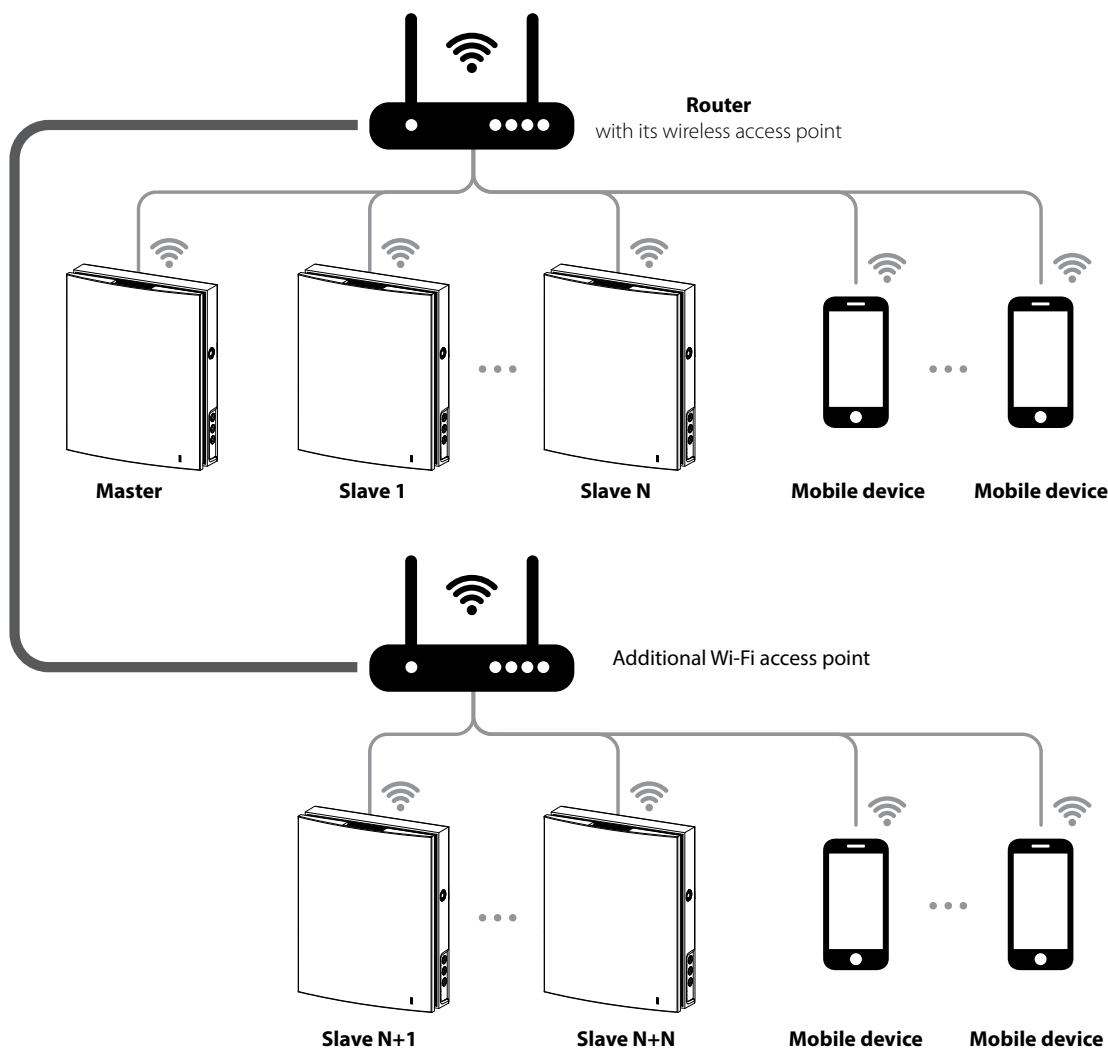 Router
with its wireless access point
Master
Slave 1
Slave N
Mobile device
Mobile device
Additional Wi-Fi access point
Slave N+1
Slave N+N
Mobile device
Mobile device